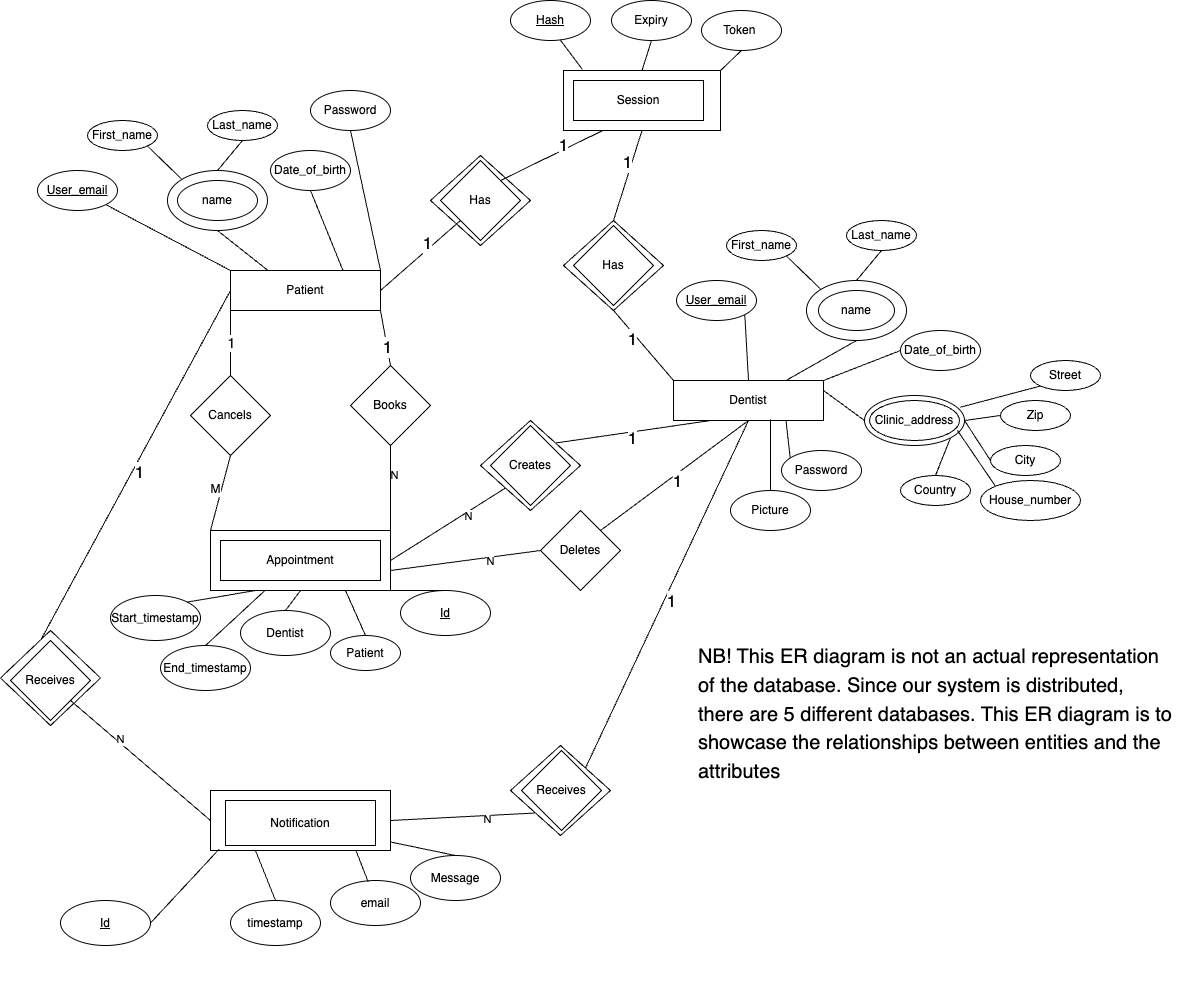 Hash
Expiry
Token
Session
Password
First_name
Last_name
Date_of_birth
User_email
name
1
1
Has
1
Has
1
Patient
First_name
Last_name
User_email
name
Date_of_birth
1
1
1
Street
Dentist
Clinic_address
Zip
City
Country
House_number
Password
Picture
Cancels
Books
1
Creates
1
1
M
N
N
Deletes
N
Appointment
Start_timestamp
End_timestamp
Dentist
Patient
Id
1
Receives
N
NB! This ER diagram is not an actual representation
of the database. Since our system is distributed,
there are 5 different databases. This ER diagram is to
showcase the relationships between entities and the
attributes
Receives
N
Notification
Message
email
timestamp
Id